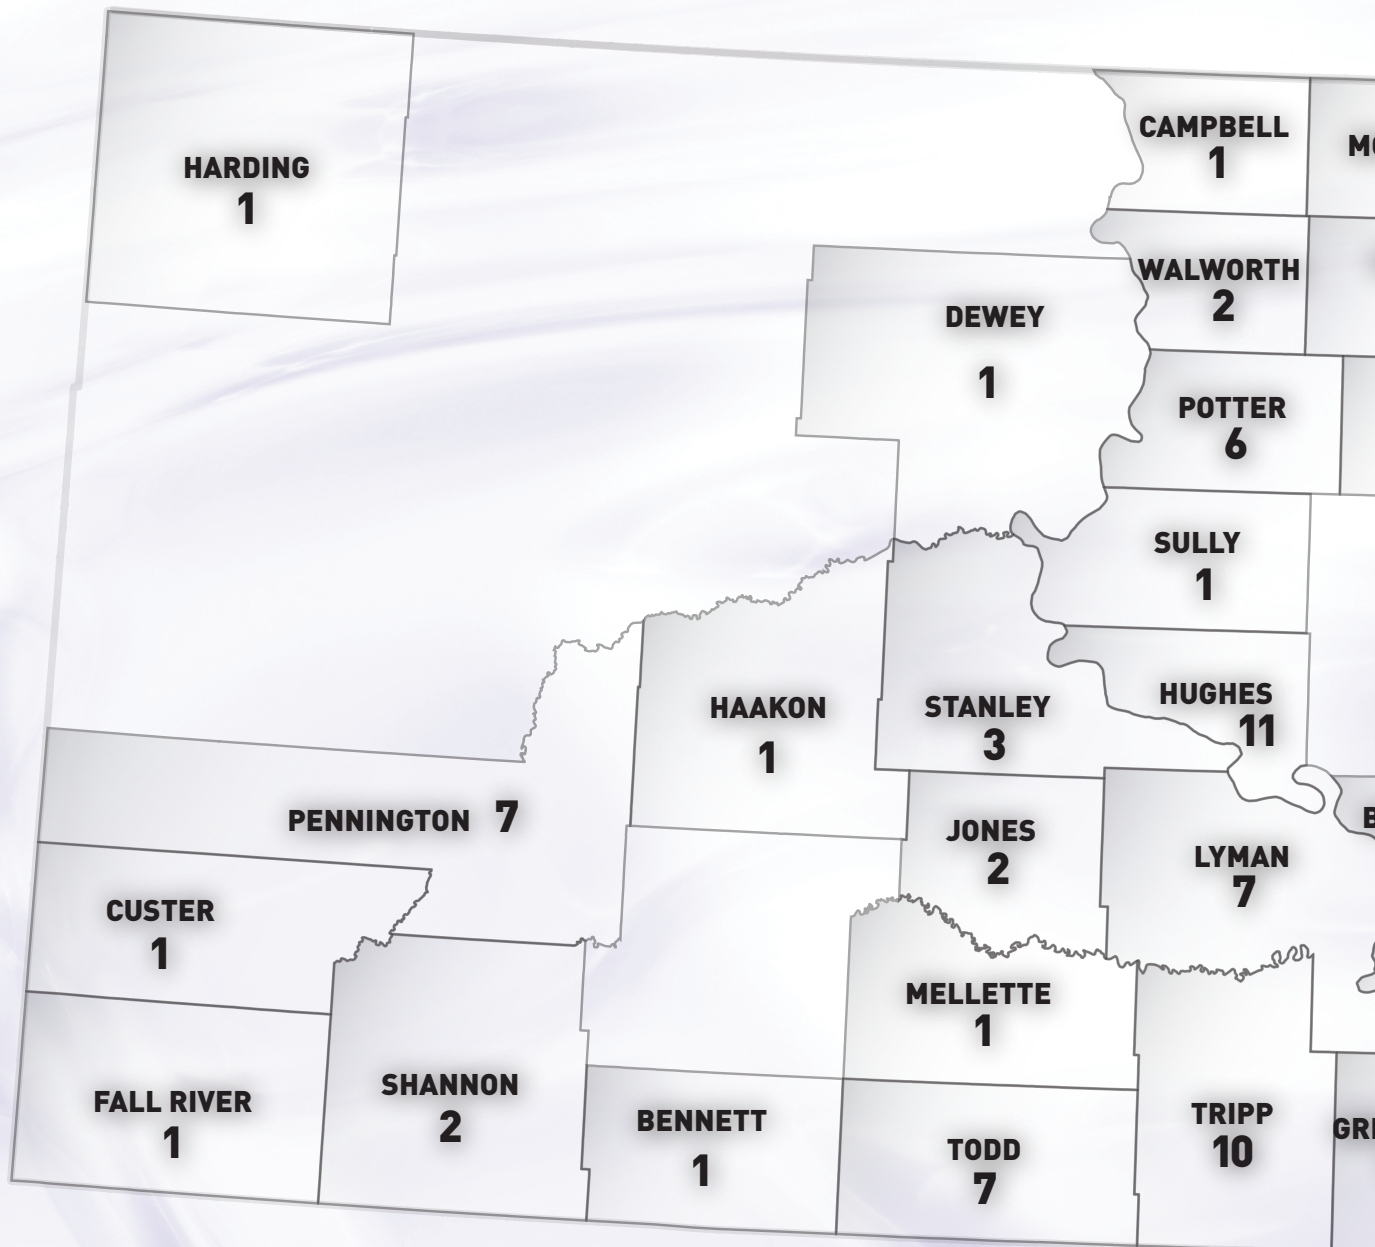 HARDING
1
CAMPBELL
1
WALWORTH
2
DEWEY
1
POTTER
6
SULLY
1
HUGHES
11
HAAKON
1
STANLEY
3
PENNINGTON 7
JONES
2
LYMAN
7
CUSTER
1
MELLETTE
1
FALL RIVER
1
SHANNON
2
BENNETT
1
TODD
7
TRIPP
10